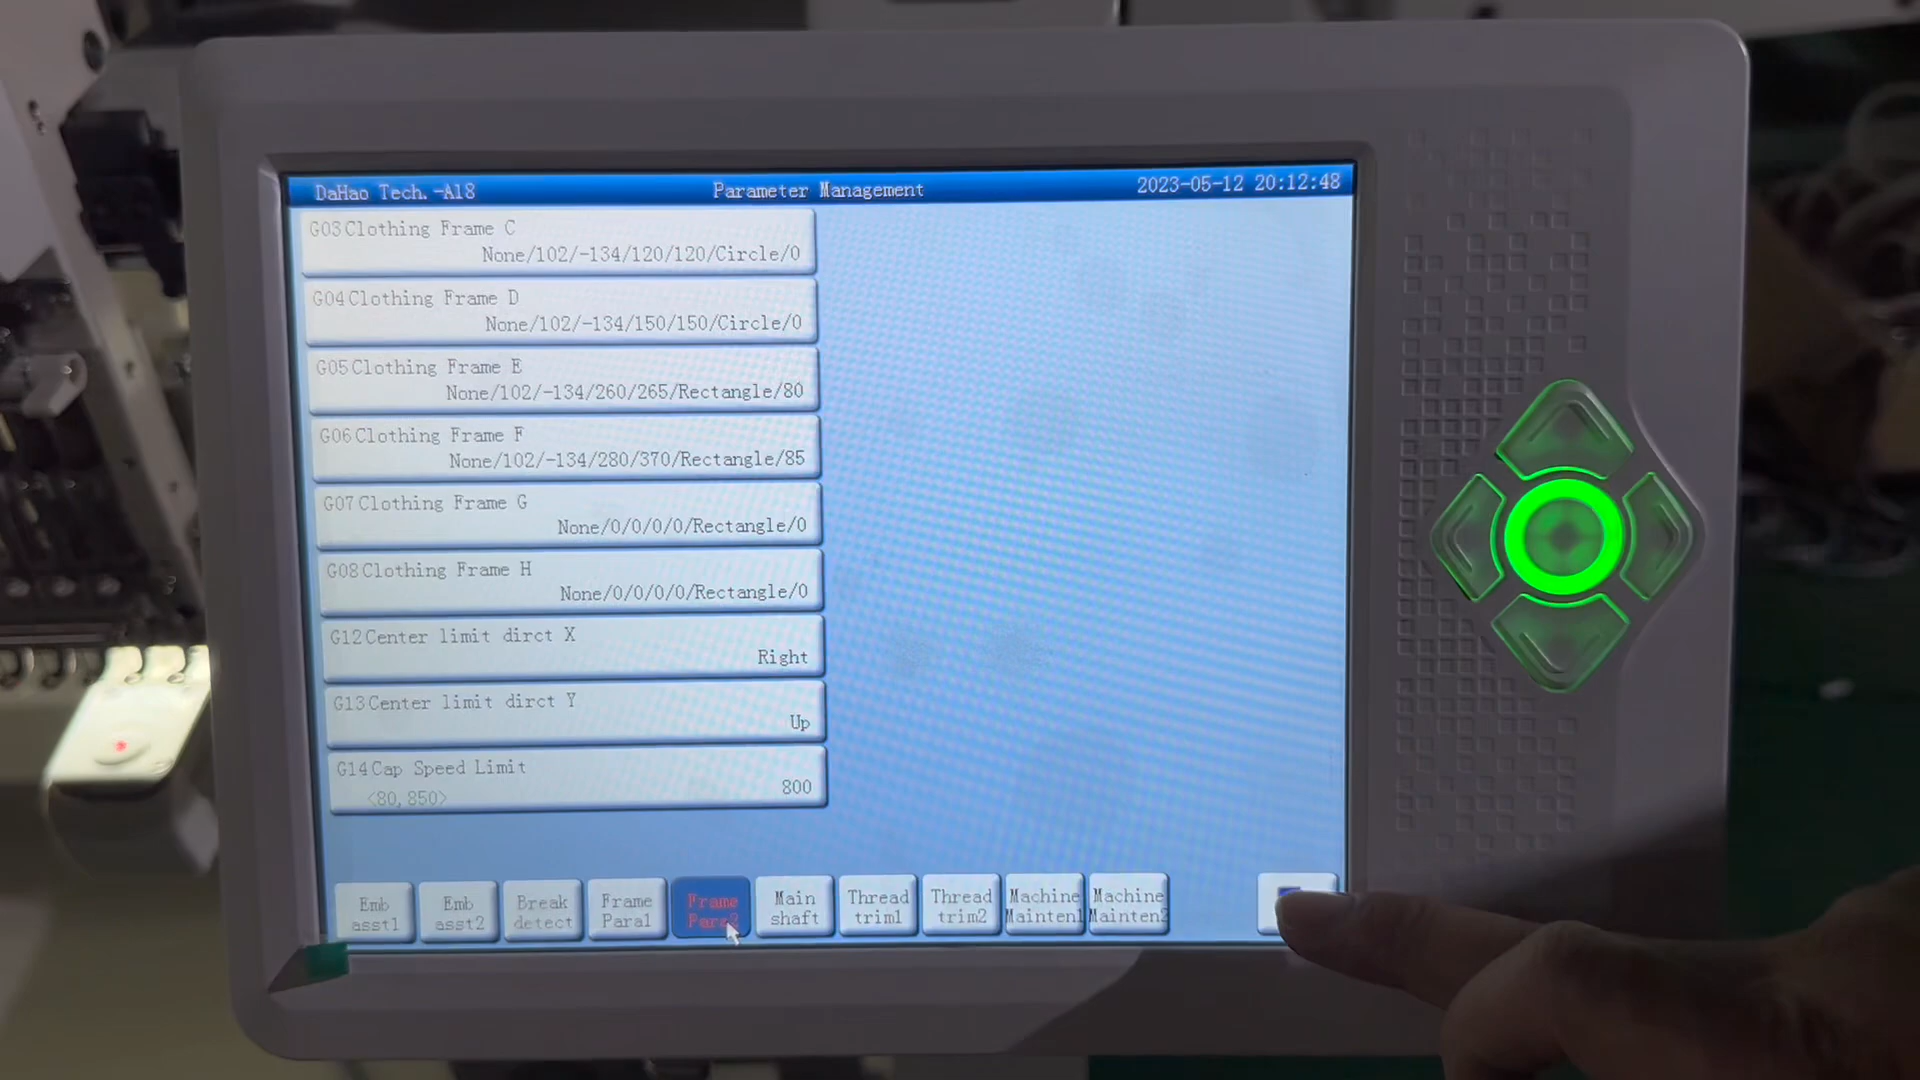 DaHao Tech.-A18
Parameter Management
2023-05-12 20:12:48
G03 Clothing Frame C
None/102/-134/120/120/Circle/0
G04 Clothing Frame D
None/102/-134/150/150/Circle/0
G05 Clothing Frame E
None/102/-134/260/265/Rectangle/80
G06 Clothing Frame F
None/102/-134/280/370/Rectangle/85
G07 Clothing Frame G
None/0/0/0/0/Rectangle/0
G08 Clothing Frame H
None/0/0/0/0/Rectangle/0
G12 Center limit dirct X
Right
G13 Center limit dirct Y
Up
G14 Cap Speed Limit
<80,850>
800
Emb
asst1
Emb
asst2
Break
detect
Frame
Para1
Frame
Para2
Main
shaft
Thread
trim1
Thread
trim2
Machine
Mainten1
Machine
Mainten2